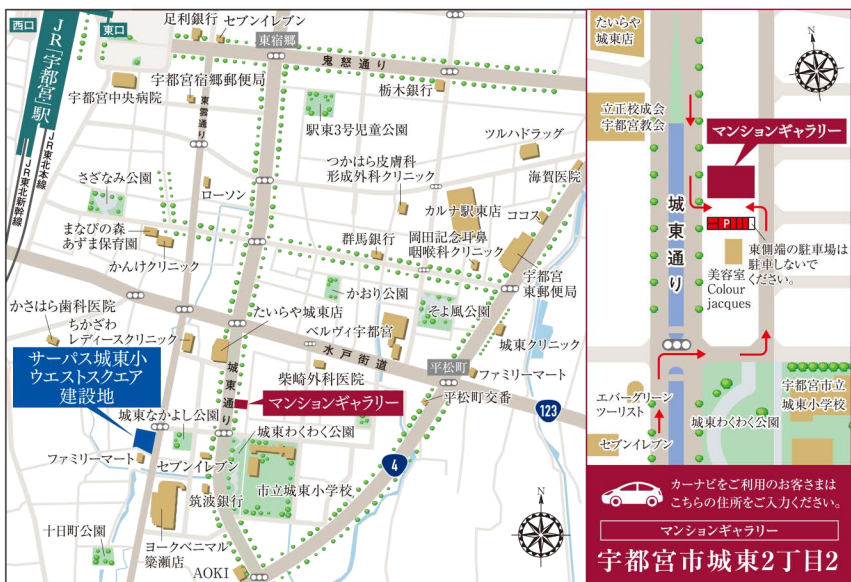 西口
東口
JR「宇都宮」駅
JR東北本線
JR東北新幹線
足利銀行
セブンイレブン
東宿郷
鬼怒通り
宇都宮宿郷郵便局
宇都宮中央病院
東雲通り
栃木銀行
駅東3号児童公園
ツルハドラッグ
つかはら皮膚科
形成外科クリニック
海賀医院
さざなみ公園
ローソン
カルナ駅東店
ココス
まなびの森
あずま保育園
かんけクリニック
群馬銀行
岡田記念耳鼻
咽喉科クリニック
宇都宮
東郵便局
かおり公園
そよ風公園
かさはら歯科医院
たいらや城東店
ちかざわ
レディースクリニック
ベルヴィ宇都宮
城東クリニック
水戸街道
平松町
サーパス城東小
ウエストスクエア
建設地
城東通り
柴崎外科医院
ファミリーマート
マンションギャラリー
平松町交番
123
城東なかよし公園
城東わくわく公園
4
ファミリーマート
セブンイレブン
市立城東小学校
筑波銀行
十日町公園
ヨークベニマル
簗瀬店
AOKI
N
たいらや
城東店
N
立正校成会
宇都宮教会
マンションギャラリー
城東通り
P
東側端の駐車場は
駐車しないで
ください。
美容室
Colour
jacques
エバーグリーン
ツーリスト
宇都宮市立
城東小学校
城東わくわく公園
セブンイレブン
カーナビをご利用のお客さまは
こちらの住所をご入力ください。
マンションギャラリー
宇都宮市城東2丁目2